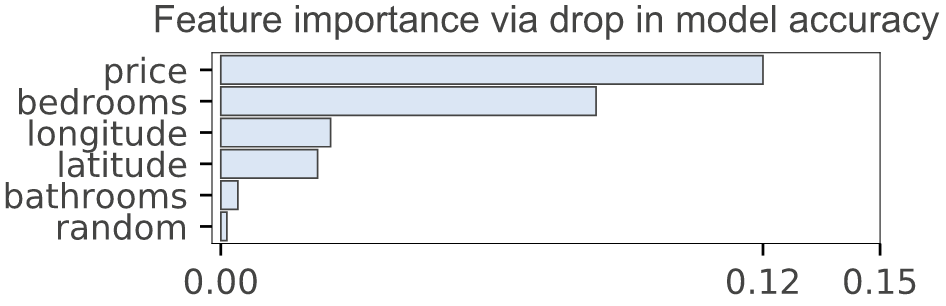 Feature importance via drop in model accuracy
price
bedrooms
longitude
latitude
bathrooms
random
0.00 0.12 0.15